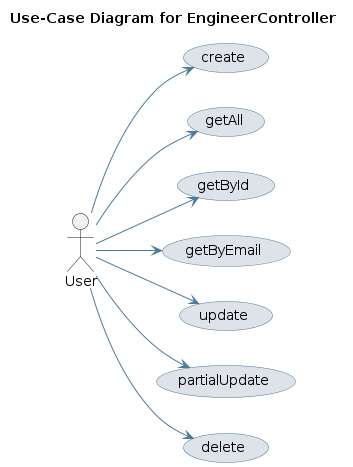 Use-Case Diagram for EngineerController
create
getAll
getById
getByEmail
User
update
partialUpdate
delete